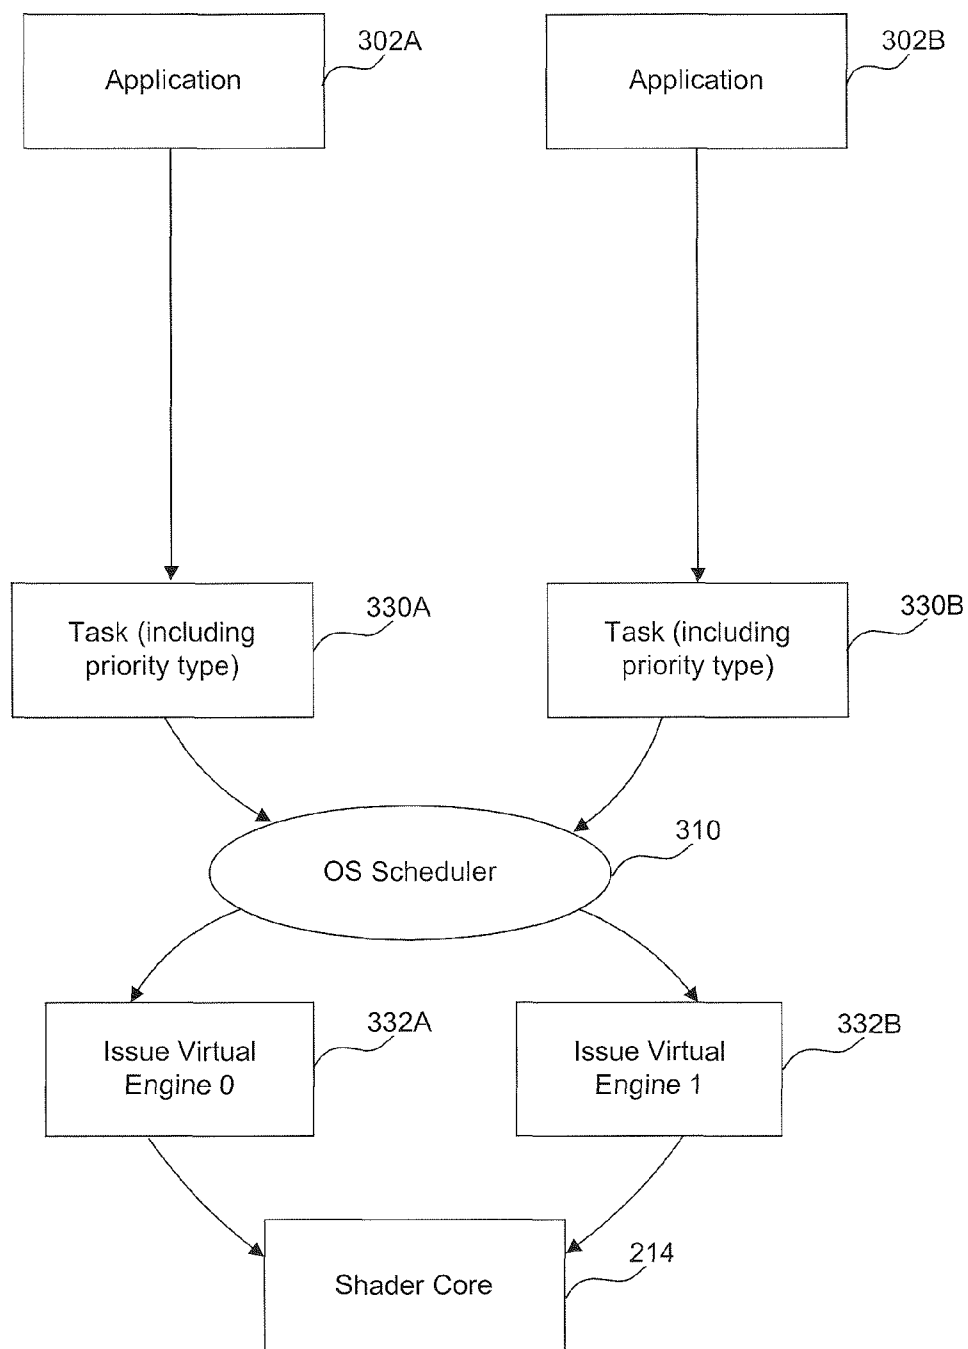 302A
302B
Application
Application
330A
330B
Task (including
priority type)
Task (including
priority type)
310
OS Scheduler
332A
332B
Issue Virtual
Engine 0
Issue Virtual
Engine 1
214
Shader Core